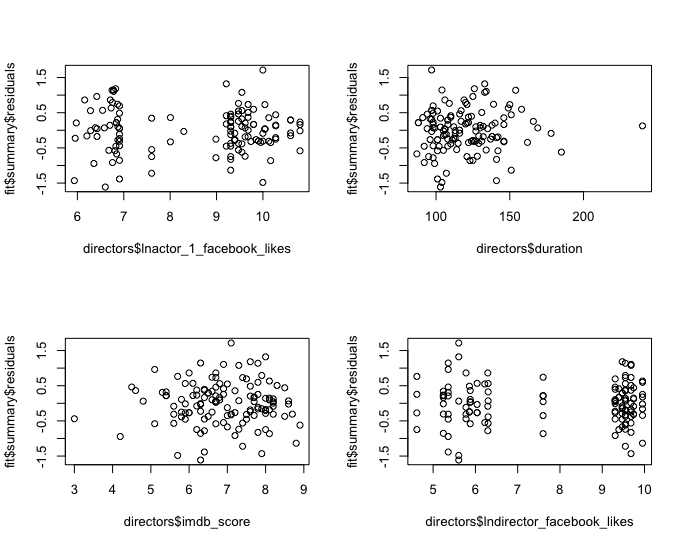 fit$summary$residuals
1.5
0.5
-0.5
-1.5
6 7 8 9 10
directors$lnactor_1_facebook_likes
fit$summary$residuals
1.5
0.5
-0.5
-1.5
100 150 200
directors$duration
fit$summary$residuals
1.5
0.5
-0.5
-1.5
3 4 5 6 7 8 9
directors$imdb_score
fit$summary$residuals
1.5
0.5
-0.5
-1.5
5 6 7 8 9 10
directors$lndirector_facebook_likes